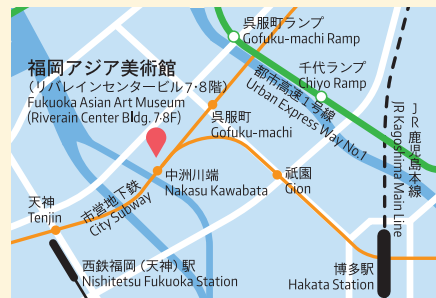 呉服町ランプ
Gofuku-machi Ramp
福岡アジア美術館
(リバレインセンタービル7・8階)
Fukuoka Asian Art Museum
(Riverain Center Bldg. 7·8F)
千代ランプ
Chiyo Ramp
都市高速1号線
Urban Express Way No.1
JR鹿児島本線
JR Kagoshima Main Line
呉服町
Gofuku-machi
中洲川端
Nakasu Kawabata
祇園
Gion
市営地下鉄
City Subway
天神
Tenjin
西鉄福岡(天神)駅
Nishitetsu Fukuoka Station
博多駅
Hakata Station